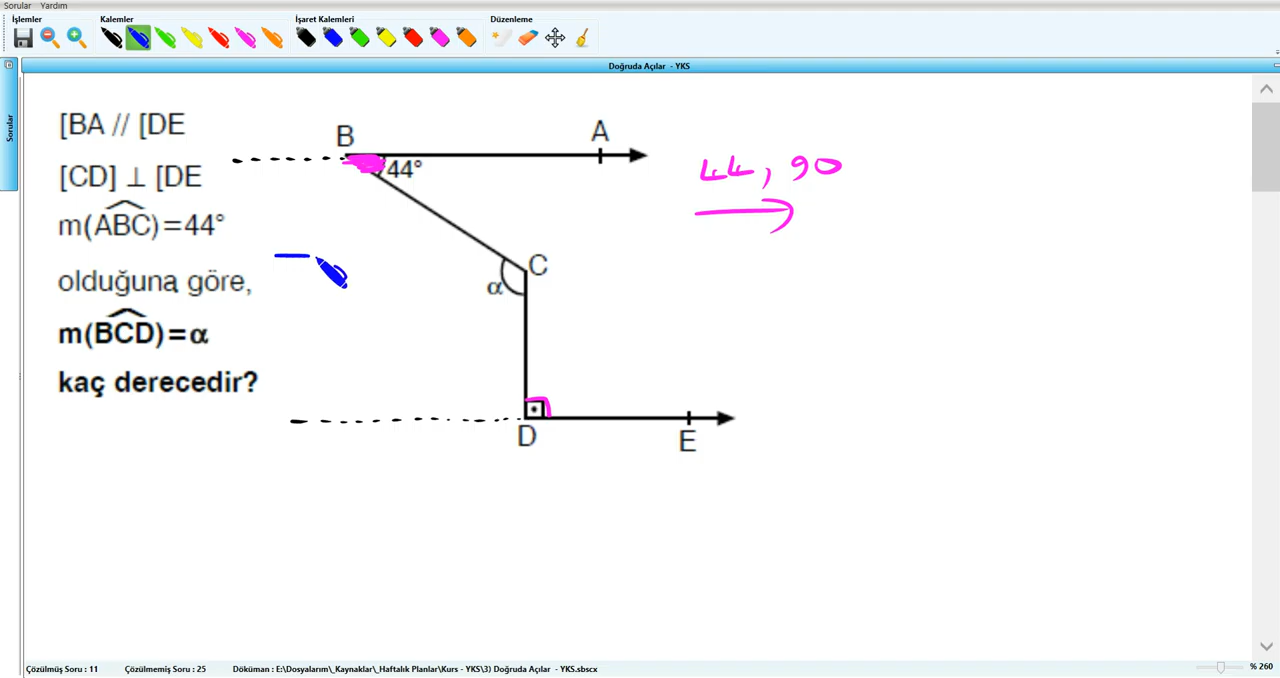 Sorular Yardım
İşlemler Kalemler İşaret Kalemleri Düzenleme
Doğruda Açılar - YKS
Sorular
[BA // [DE
[CD] ⊥ [DE
m(ABC)=44°
olduğuna göre,
m(BCD)=α
kaç derecedir?
B A
44°
44, 90
C
α
D E
Çözülmüş Soru : 11 Çözülmemiş Soru : 25 Döküman : E:\Dosyalarım\_Kaynaklar\_Haftalık Planlar\Kurs - YKS\3) Doğruda Açılar - YKS.sbscx % 260